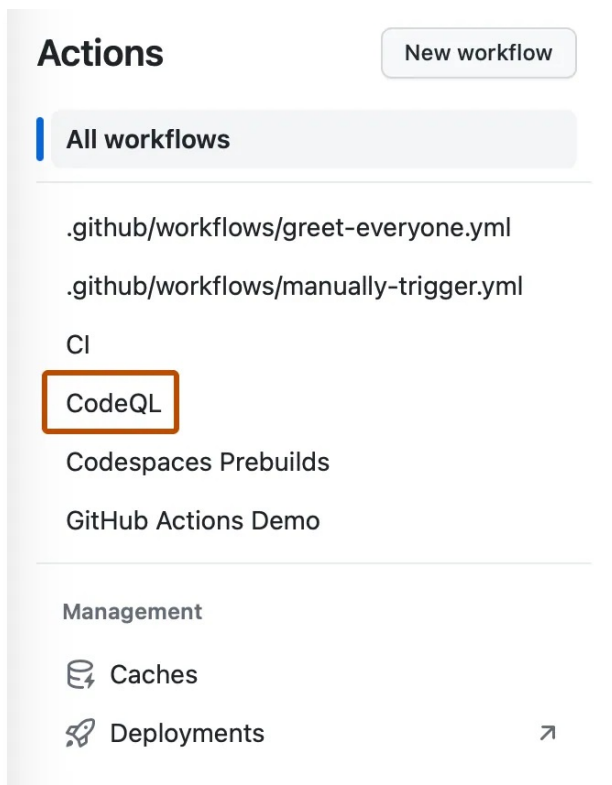 Actions
New workflow
All workflows
.github/workflows/greet-everyone.yml
.github/workflows/manually-trigger.yml
CI
CodeQL
Codespaces Prebuilds
GitHub Actions Demo
Management
Caches
Deployments